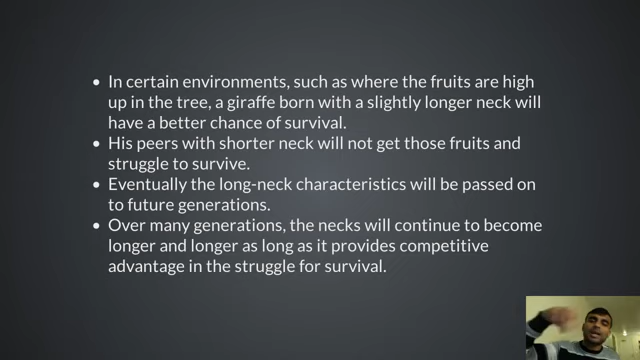 • In certain environments, such as where the fruits are high
up in the tree, a giraffe born with a slightly longer neck will
have a better chance of survival.
• His peers with shorter neck will not get those fruits and
struggle to survive.
• Eventually the long-neck characteristics will be passed on
to future generations.
• Over many generations, the necks will continue to become
longer and longer as long as it provides competitive
advantage in the struggle for survival.